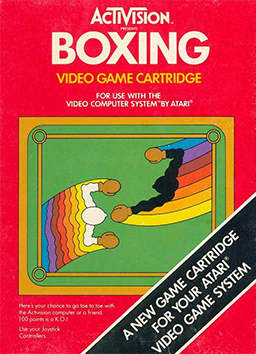 ACTIVISION®
PRESENTS
BOXING
VIDEO GAME CARTRIDGE
FOR USE WITH THE
VIDEO COMPUTER SYSTEM™ BY ATARI®
Here's your chance to go toe to toe with
the Activision computer or a friend.
100 points is a K.O.!
Use your Joystick
Controllers.
A NEW GAME CARTRIDGE
FOR YOUR ATARI®
VIDEO GAME SYSTEM